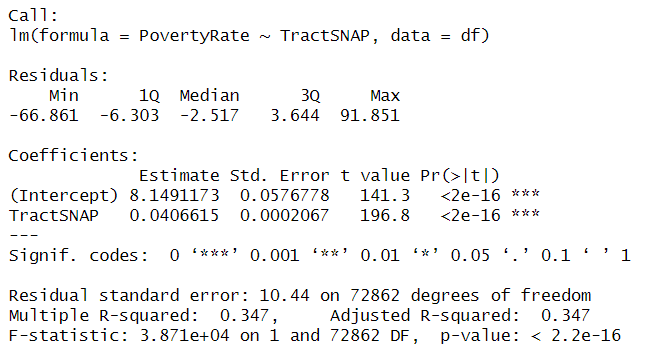 Call:
lm(formula = PovertyRate ~ TractSNAP, data = df)
Residuals:
    Min      1Q  Median      3Q     Max
-66.861  -6.303  -2.517   3.644  91.851
Coefficients:
             Estimate Std. Error t value Pr(>|t|)
(Intercept) 8.1491173  0.0576778   141.3   <2e-16 ***
TractSNAP   0.0406615  0.0002067   196.8   <2e-16 ***
---
Signif. codes:  0 ‘***’ 0.001 ‘**’ 0.01 ‘*’ 0.05 ‘.’ 0.1 ‘ ’ 1
Residual standard error: 10.44 on 72862 degrees of freedom
Multiple R-squared:  0.347,     Adjusted R-squared:  0.347
F-statistic: 3.871e+04 on 1 and 72862 DF,  p-value: < 2.2e-16